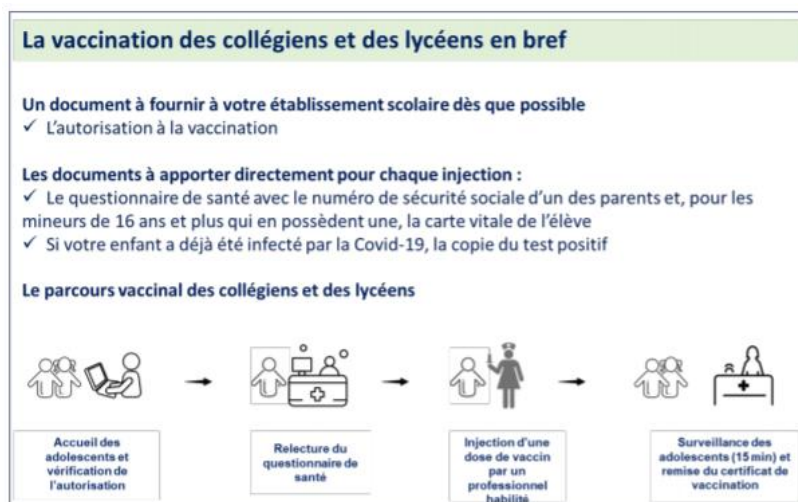 La vaccination des collégiens et des lycéens en bref
Un document à fournir à votre établissement scolaire dès que possible
✓ L'autorisation à la vaccination
Les documents à apporter directement pour chaque injection :
✓ Le questionnaire de santé avec le numéro de sécurité sociale d'un des parents et, pour les
mineurs de 16 ans et plus qui en possèdent une, la carte vitale de l'élève
✓ Si votre enfant a déjà été infecté par la Covid-19, la copie du test positif
Le parcours vaccinal des collégiens et des lycéens
Accueil des
adolescents et
vérification de
l'autorisation
Relecture du
questionnaire de
santé
Injection d'une
dose de vaccin
par un
professionnel
habilité
Surveillance des
adolescents (15 min) et
remise du certificat de
vaccination